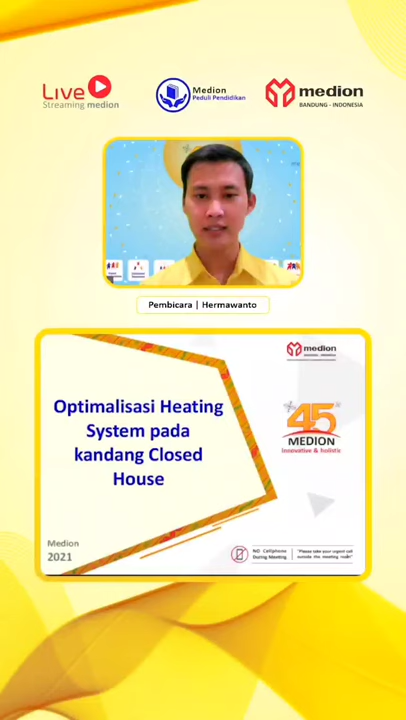 Live
Streaming medion
Medion
Peduli Pendidikan
medion
BANDUNG - INDONESIA
Pembicara | Hermawanto
medion
Optimalisasi Heating
System pada
kandang Closed
House
45
MEDION
Innovative & holistic
Medion
2021
NO Cellphone
During Meeting
"Please take your urgent call
outside the meeting room"